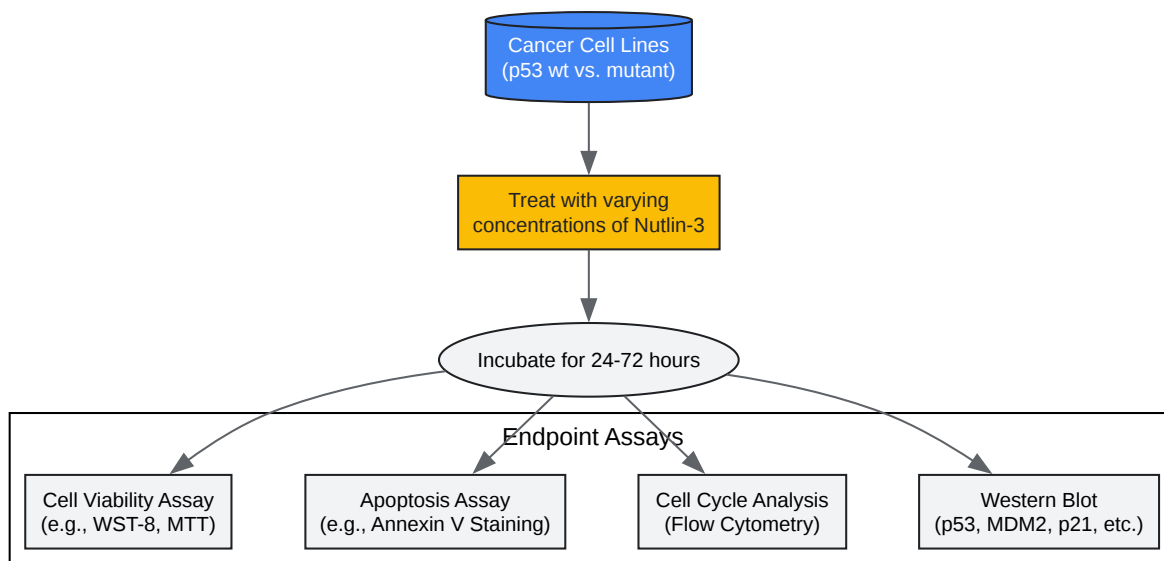 Cancer Cell Lines
(p53 wt vs. mutant)
Treat with varying
concentrations of Nutlin-3
Incubate for 24-72 hours
Endpoint Assays
Cell Viability Assay
(e.g., WST-8, MTT)
Apoptosis Assay
(e.g., Annexin V Staining)
Cell Cycle Analysis
(Flow Cytometry)
Western Blot
(p53, MDM2, p21, etc.)